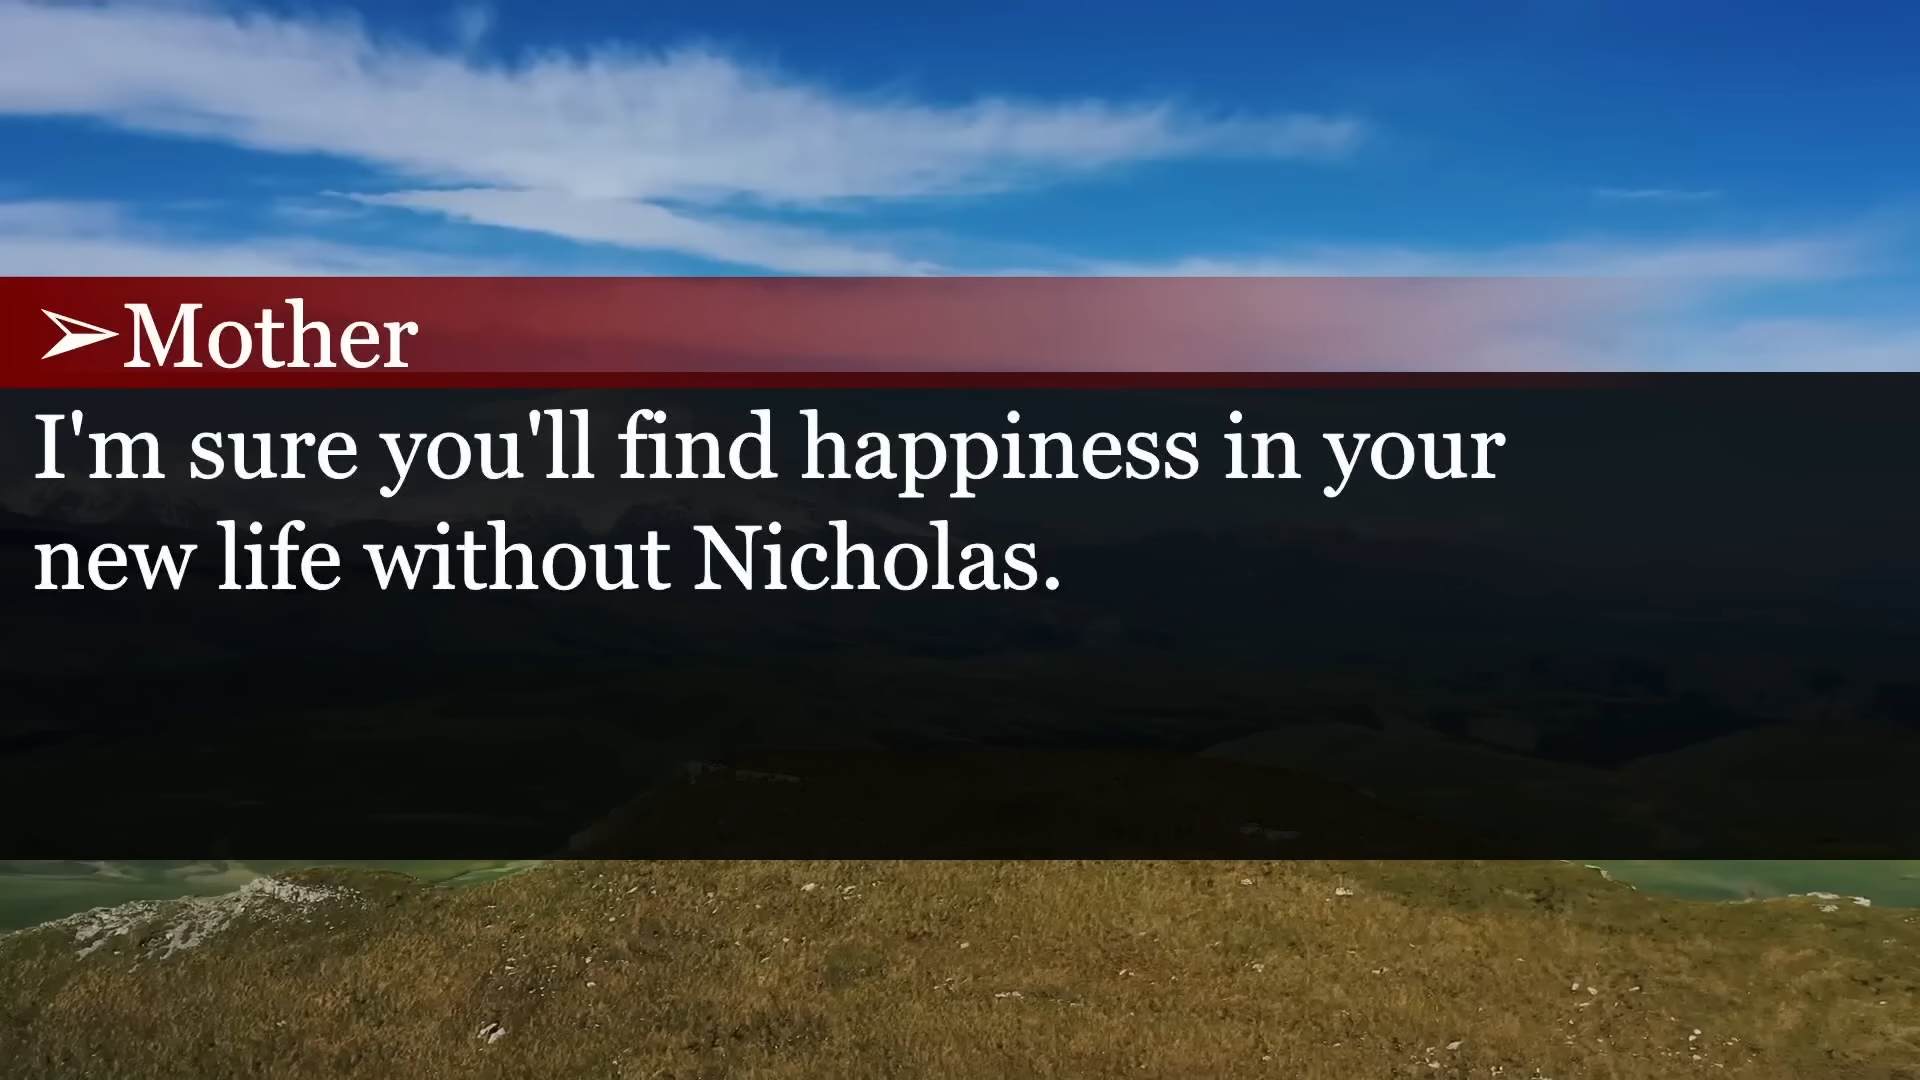 ➢Mother
I'm sure you'll find happiness in your
new life without Nicholas.